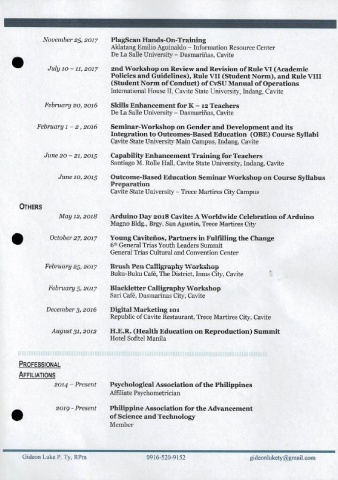 November 25, 2017 PlagScan Hands-On-Training
Aklatang Emilio Aguinaldo – Information Resource Center
De La Salle University – Dasmariñas, Cavite
July 10 – 11, 2017 2nd Workshop on Review and Revision of Rule VI (Academic
Policies and Guidelines), Rule VII (Student Norm), and Rule VIII
(Student Norm of Conduct) of CvSU Manual of Operations
International House II, Cavite State University, Indang, Cavite
February 20, 2016 Skills Enhancement for K – 12 Teachers
De La Salle University – Dasmariñas, Cavite
February 1 – 2, 2016 Seminar-Workshop on Gender and Development and its
Integration to Outcomes-Based Education (OBE) Course Syllabi
Cavite State University Main Campus, Indang, Cavite
June 20 – 21, 2015 Capability Enhancement Training for Teachers
Santiago M. Rolle Hall, Cavite State University, Indang, Cavite
June 10, 2015 Outcome-Based Education Seminar Workshop on Course Syllabus
Preparation
Cavite State University – Trece Martires City Campus
OTHERS
May 12, 2018 Arduino Day 2018 Cavite: A Worldwide Celebration of Arduino
Magno Bldg., Brgy. San Agustin, Trece Martires City
October 27, 2017 Young Caviteños, Partners in Fulfilling the Change
6th General Trias Youth Leaders Summit
General Trias Cultural and Convention Center
February 25, 2017 Brush Pen Calligraphy Workshop
Buku-Buku Café, The District, Imus City, Cavite
February 5, 2017 Blackletter Calligraphy Workshop
Sari Café, Dasmarinas City, Cavite
December 3, 2016 Digital Marketing 101
Republic of Cavite Restaurant, Trece Martires City, Cavite
August 31, 2012 H.E.R. (Health Education on Reproduction) Summit
Hotel Sofitel Manila
PROFESSIONAL
AFFILIATIONS
2014 – Present Psychological Association of the Philippines
Affiliate Psychometrician
2019 - Present Philippine Association for the Advancement
of Science and Technology
Member
Gideon Luke P. Ty, RPm 0916-520-9152 gideonlukety@gmail.com